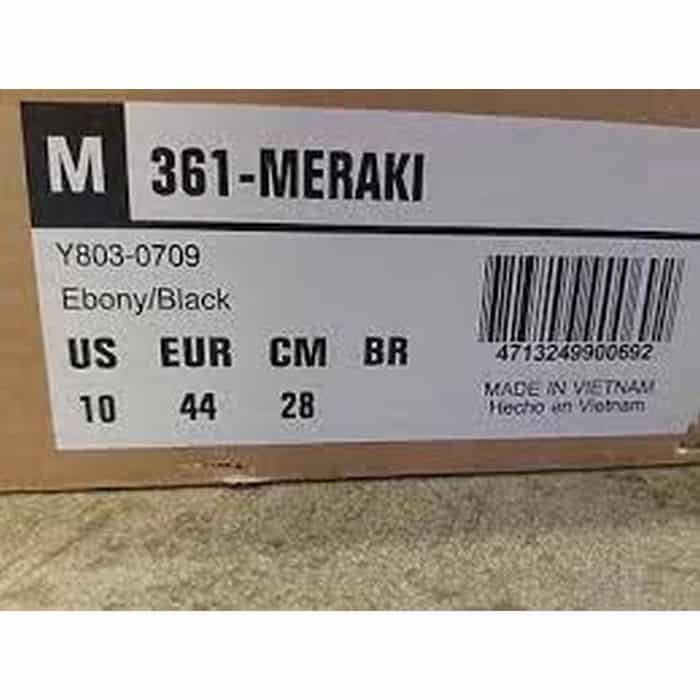 M 361-MERAKI
Y803-0709
Ebony/Black
US EUR CM BR
10 44 28
4713249900692
MADE IN VIETNAM
Hecho en Vietnam